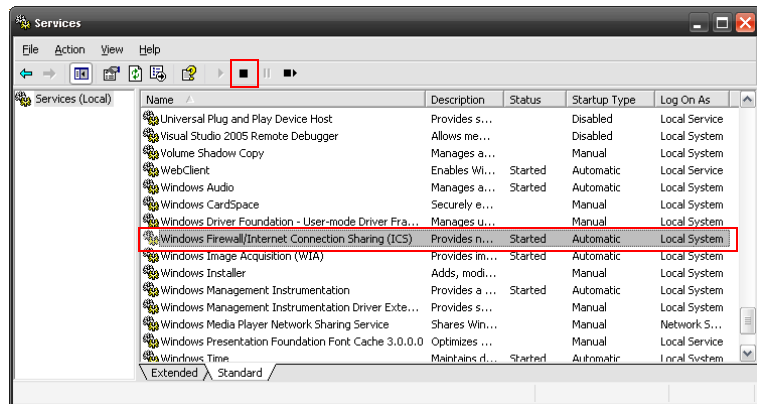 Services
File Action View Help
Services (Local)
Name Description Status Startup Type Log On As
Universal Plug and Play Device Host Provides s... Disabled Local Service
Visual Studio 2005 Remote Debugger Allows me... Disabled Local System
Volume Shadow Copy Manages a... Manual Local System
WebClient Enables Wi... Started Automatic Local Service
Windows Audio Manages a... Started Automatic Local System
Windows CardSpace Securely e... Manual Local System
Windows Driver Foundation - User-mode Driver Fra... Manages u... Manual Local System
Windows Firewall/Internet Connection Sharing (ICS) Provides n... Started Automatic Local System
Windows Image Acquisition (WIA) Provides im... Started Automatic Local System
Windows Installer Adds, modi... Manual Local System
Windows Management Instrumentation Provides a ... Started Automatic Local System
Windows Management Instrumentation Driver Exte... Provides s... Manual Local System
Windows Media Player Network Sharing Service Shares Win... Manual Network S...
Windows Presentation Foundation Font Cache 3.0.0.0 Optimizes ... Manual Local Service
Windows Time Maintains d... Started Automatic Local System
Extended Standard